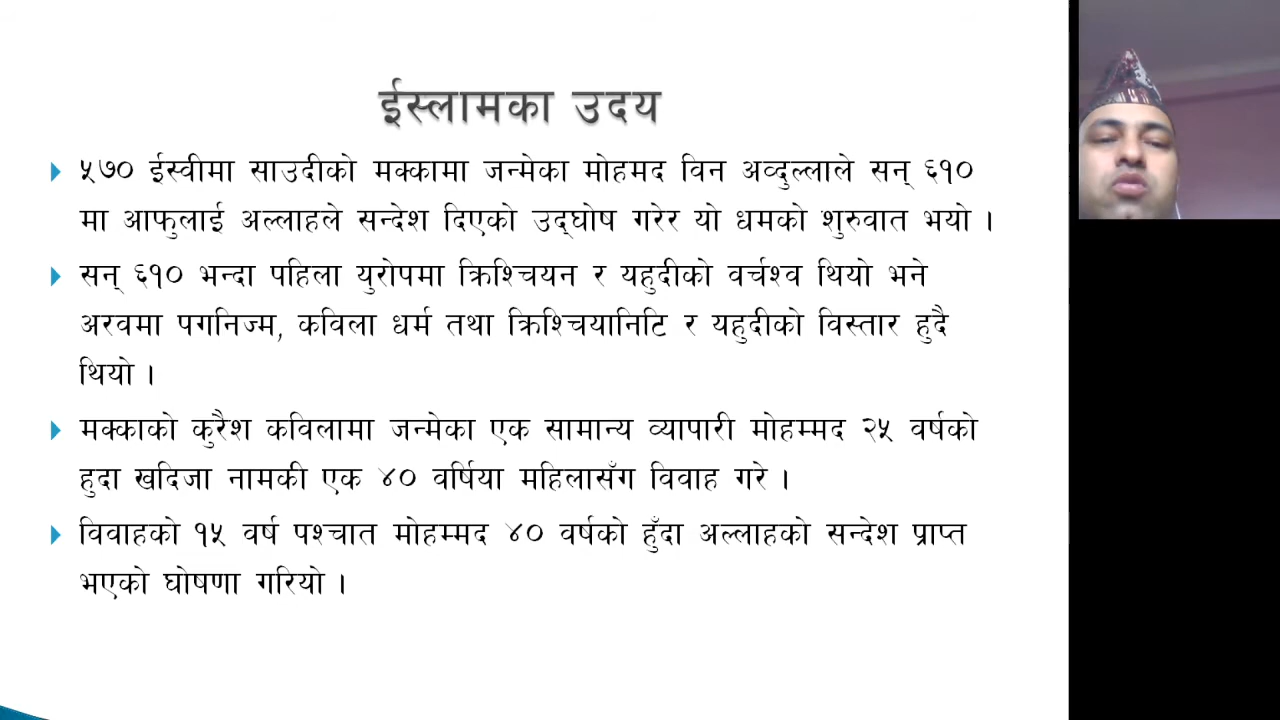 ईस्लामका उदय
५७० ईस्वीमा साउदीको मक्कामा जन्मेका मोहमद विन अव्दुल्लाले सन् ६१०
मा आफुलाई अल्लाहले सन्देश दिएको उद्घोष गरेर यो धमको शुरुवात भयो ।
सन् ६१० भन्दा पहिला युरोपमा क्रिश्चियन र यहुदीको वर्चश्व थियो भने
अरवमा पगनिज्म, कविला धर्म तथा क्रिश्चियानिटि र यहुदीको विस्तार हुदै
थियो ।
मक्काको कुरैश कविलामा जन्मेका एक सामान्य व्यापारी मोहम्मद २५ वर्षको
हुदा खदिजा नामकी एक ४० वर्षिया महिलासँग विवाह गरे ।
विवाहको १५ वर्ष पश्चात मोहम्मद ४० वर्षको हुँदा अल्लाहको सन्देश प्राप्त
भएको घोषणा गरियो ।